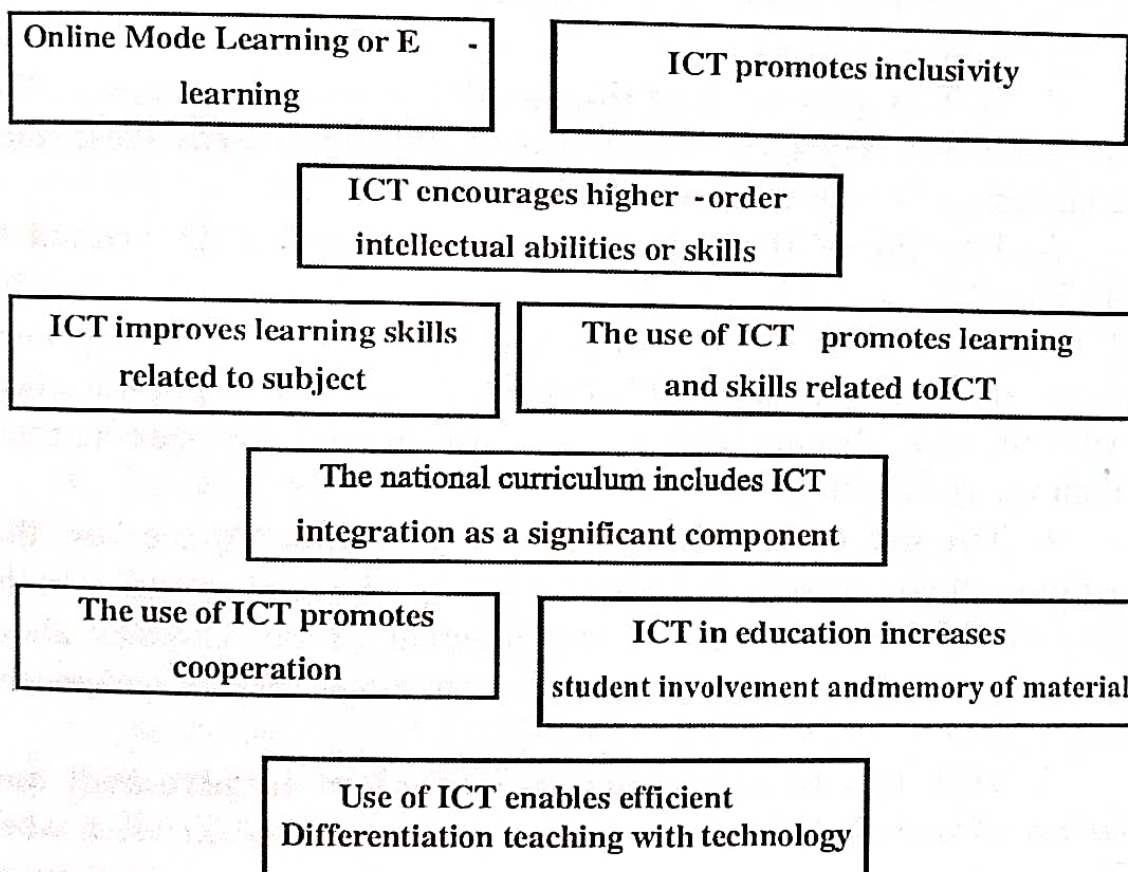 Online Mode Learning or E -
learning
ICT promotes inclusivity
ICT encourages higher -order
intellectual abilities or skills
ICT improves learning skills
related to subject
The use of ICT promotes learning
and skills related toICT
The national curriculum includes ICT
integration as a significant component
The use of ICT promotes
cooperation
ICT in education increases
student involvement andmemory of material
Use of ICT enables efficient
Differentiation teaching with technology